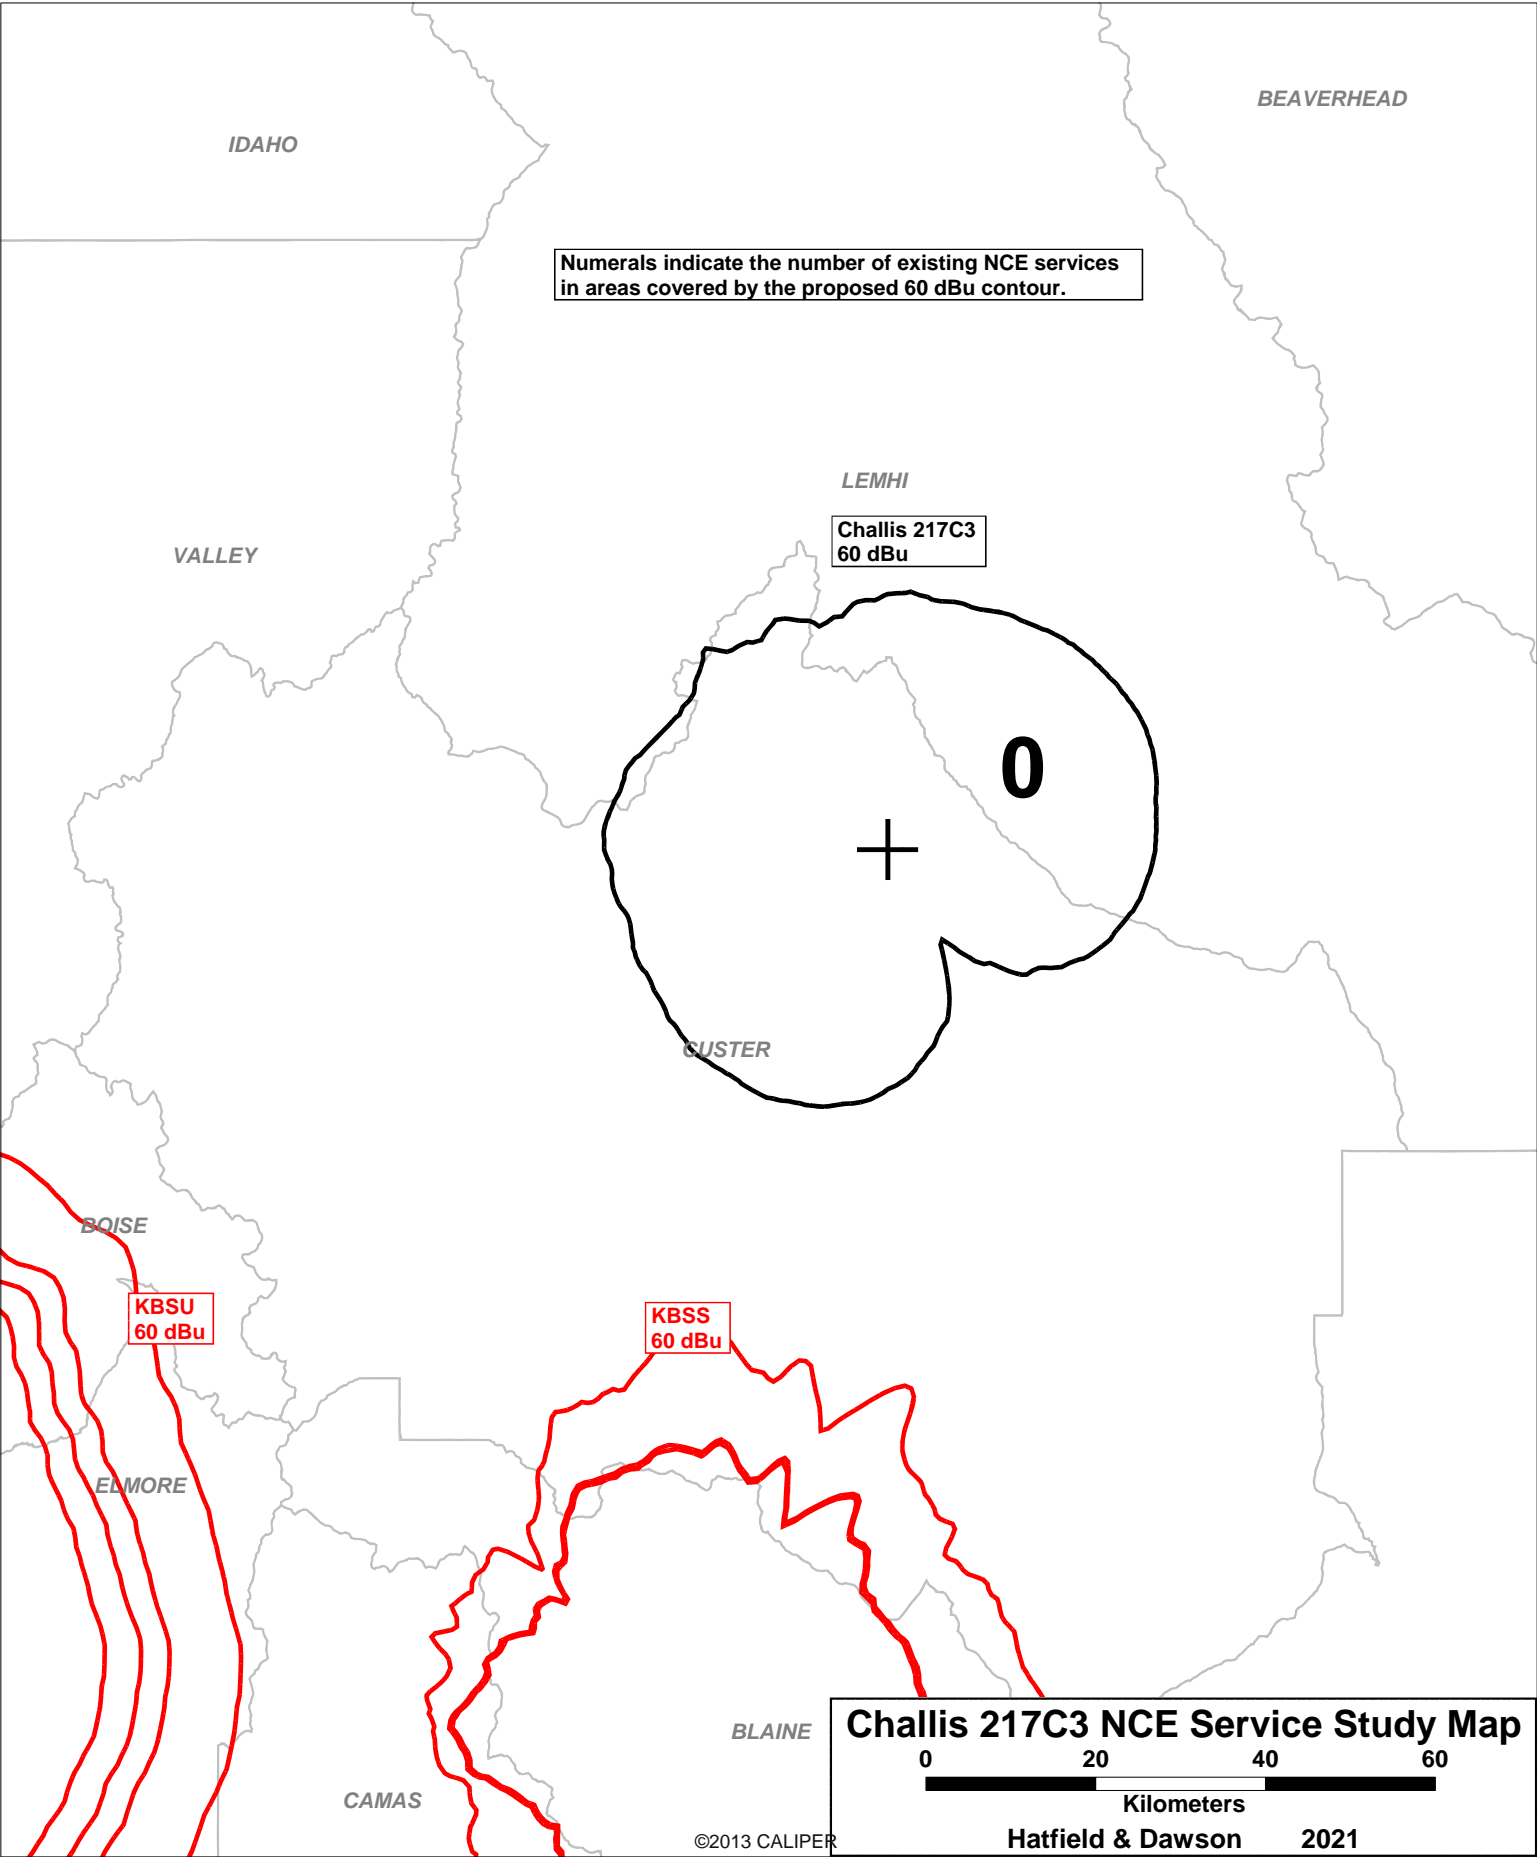 BEAVERHEAD
IDAHO
Numerals indicate the number of existing NCE services
in areas covered by the proposed 60 dBu contour.
LEMHI
Challis 217C3
60 dBu
VALLEY
0
CUSTER
BOISE
KBSU
60 dBu
KBSS
60 dBu
ELMORE
BLAINE
CAMAS
©2013 CALIPER
Challis 217C3 NCE Service Study Map
0 20 40 60
Kilometers
Hatfield & Dawson 2021